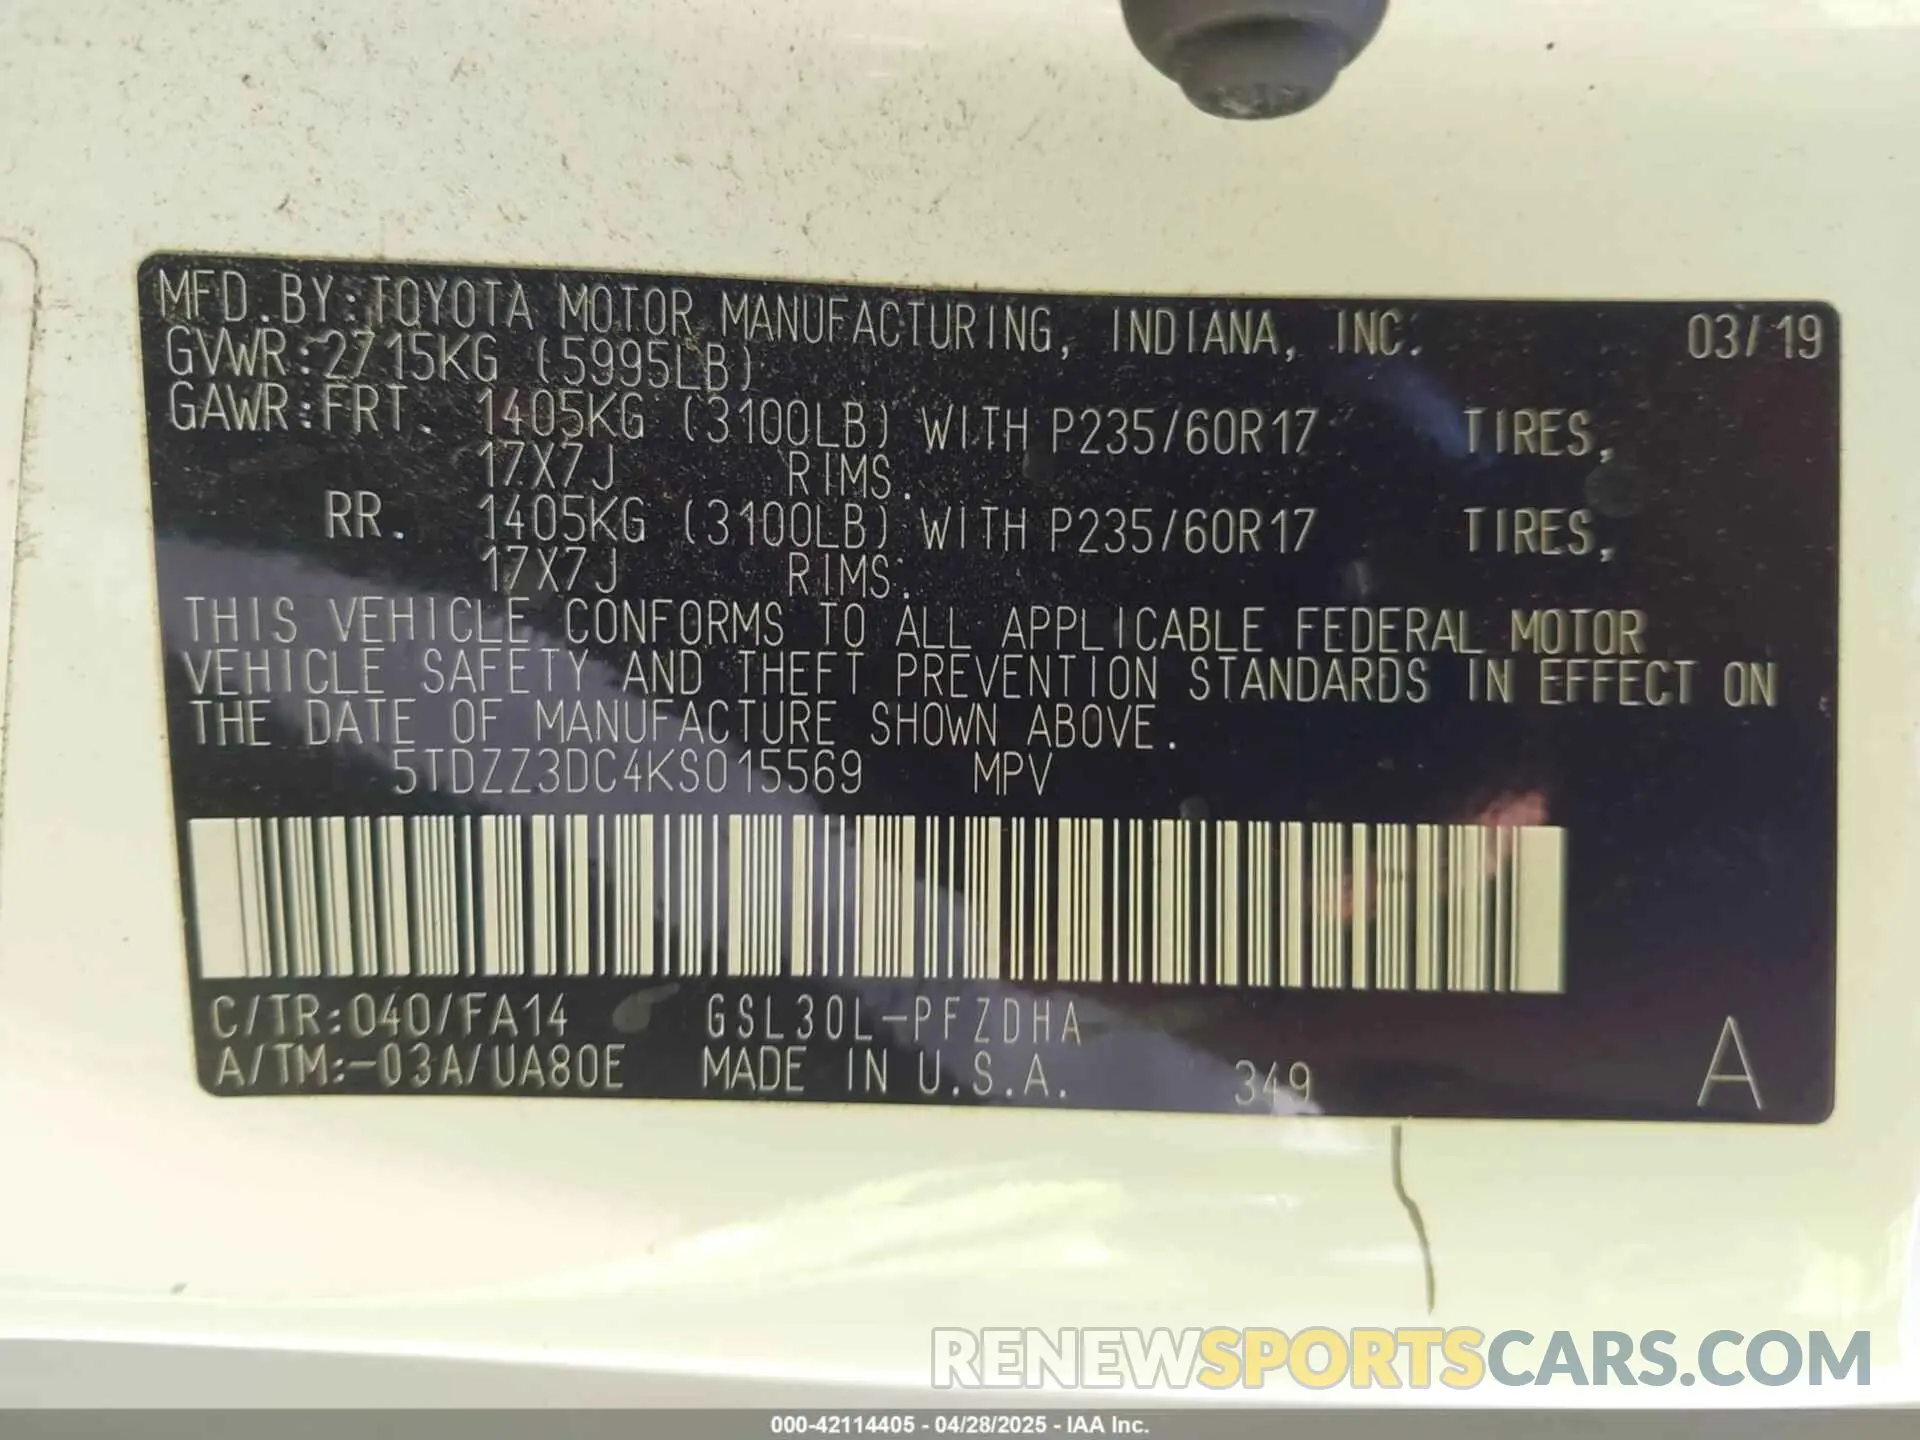 MFD.BY:TOYOTA MOTOR MANUFACTURING, INDIANA, INC. 03/19
GVWR:2715KG (5995LB)
GAWR:FRT. 1405KG (3100LB) WITH P235/60R17 TIRES,
17X7J RIMS.
RR. 1405KG (3100LB) WITH P235/60R17 TIRES,
17X7J RIMS.
THIS VEHICLE CONFORMS TO ALL APPLICABLE FEDERAL MOTOR
VEHICLE SAFETY AND THEFT PREVENTION STANDARDS IN EFFECT ON
THE DATE OF MANUFACTURE SHOWN ABOVE.
5TDZZ3DC4KS015569 MPV
C/TR:040/FA14 GSL30L-PFZDHA
A/TM:-03A/UA80E MADE IN U.S.A. 349 A
RENEWSPORTSCARS.COM
000-42114405 - 04/28/2025 - IAA Inc.